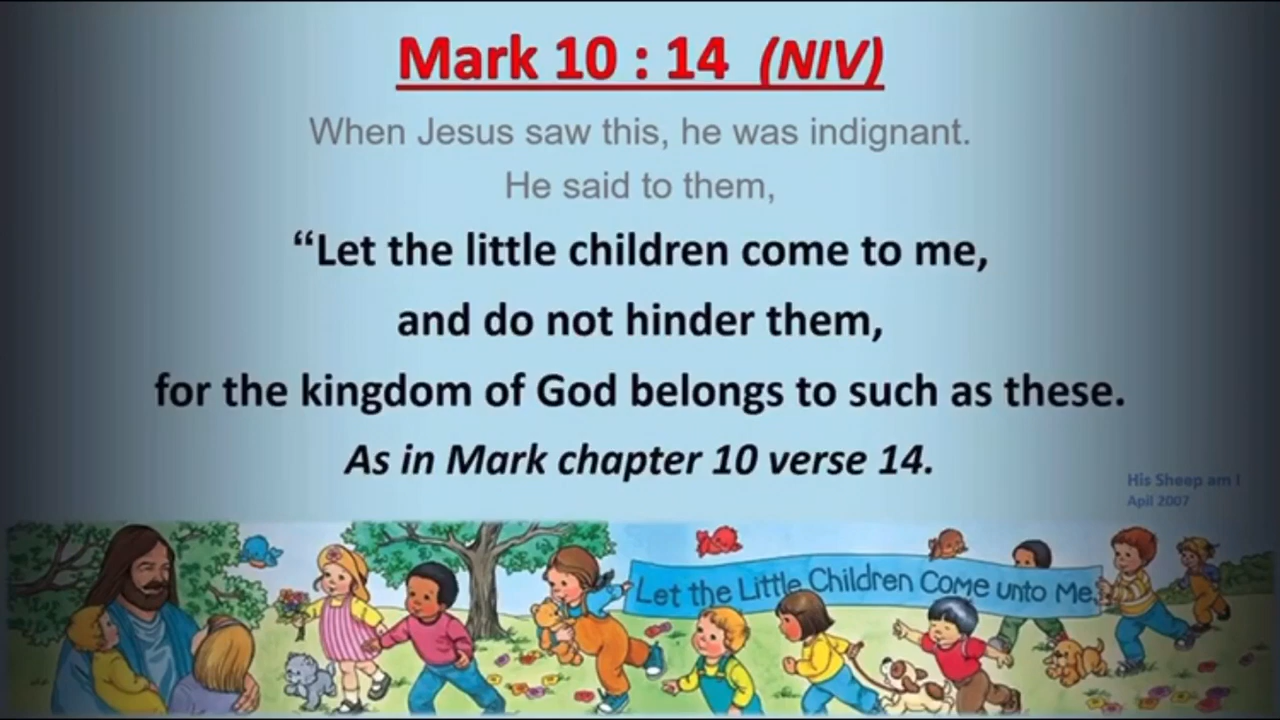 Mark 10 : 14 (NIV)
When Jesus saw this, he was indignant.
He said to them,
“Let the little children come to me,
and do not hinder them,
for the kingdom of God belongs to such as these.
As in Mark chapter 10 verse 14.
His Sheep am I
Apil 2007
Let the Little Children Come unto Me.